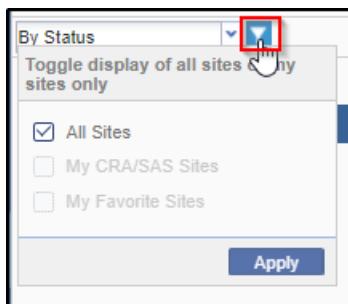 By Status
Toggle display of all sites my
sites only
All Sites
My CRA/SAS Sites
My Favorite Sites
Apply